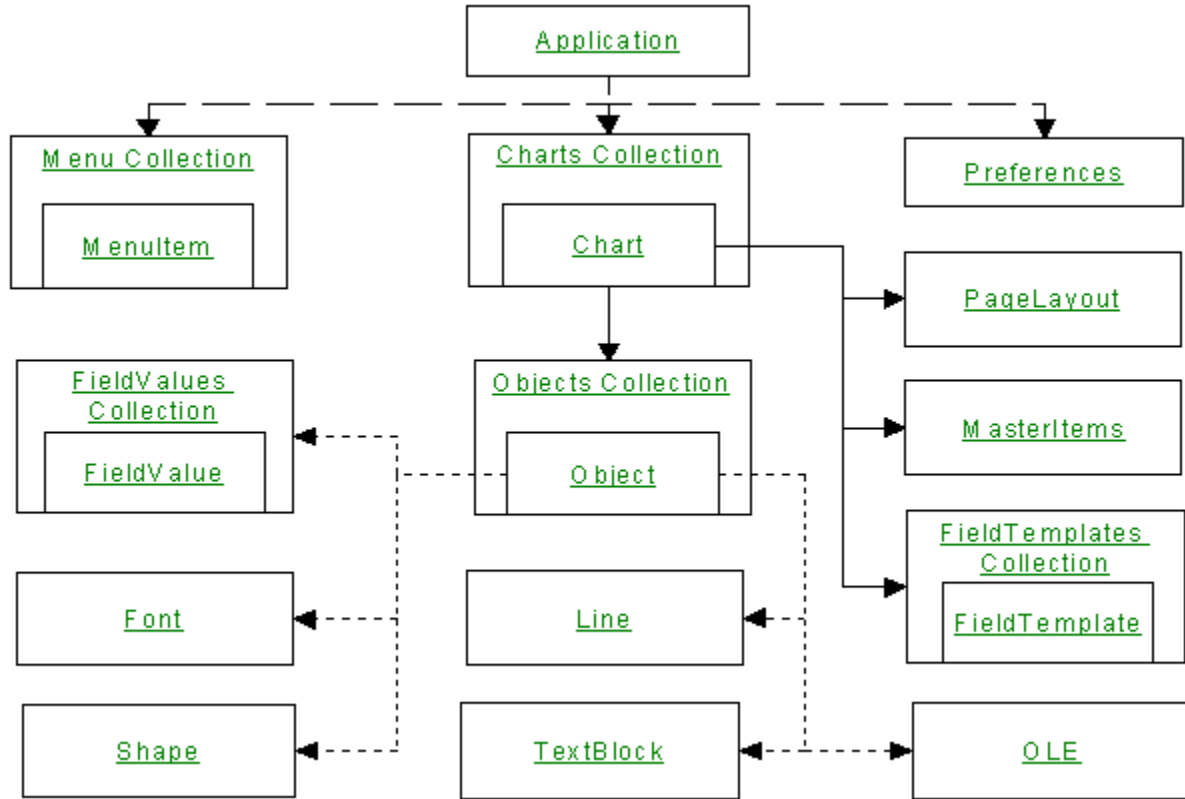 Application
Menu Collection
MenuItem
Charts Collection
Chart
Preferences
PageLayout
FieldValues
Collection
FieldValue
Objects Collection
Object
MasterItems
FieldTemplates
Collection
FieldTemplate
Font
Line
Shape
TextBlock
OLE